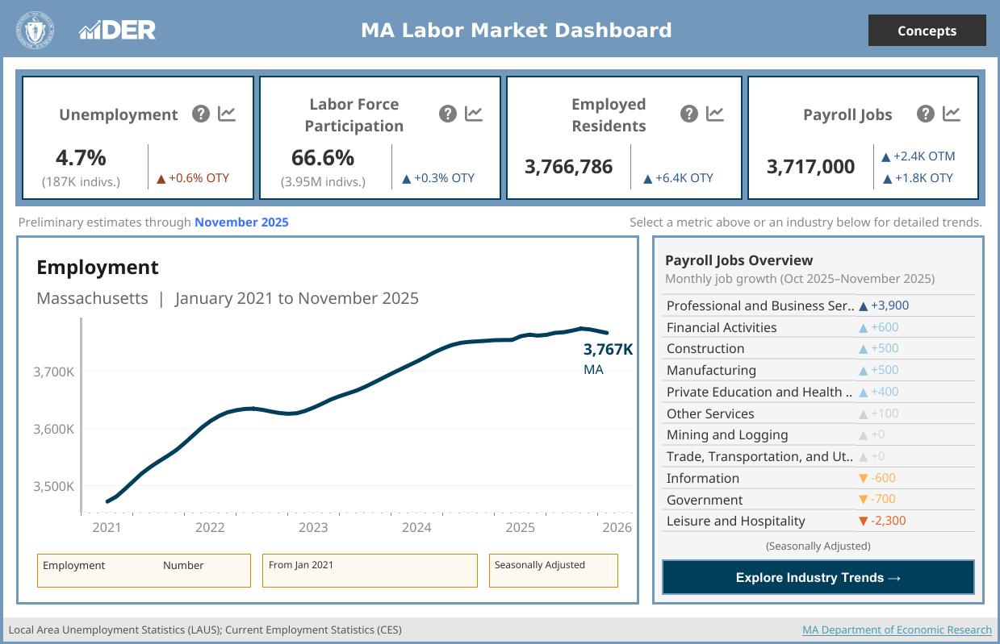 DER
MA Labor Market Dashboard
Concepts
Unemployment ?
4.7%
(187K indivs.)
▲ +0.6% OTY
Labor Force
Participation ?
66.6%
(3.95M indivs.)
▲ +0.3% OTY
Employed
Residents ?
3,766,786
▲ +6.4K OTY
Payroll Jobs ?
3,717,000
▲ +2.4K OTM
▲ +1.8K OTY
Preliminary estimates through November 2025
Select a metric above or an industry below for detailed trends.
Employment
Massachusetts | January 2021 to November 2025
3,767K
MA
3,700K
3,600K
3,500K
2021 2022 2023 2024 2025 2026
Employment Number
From Jan 2021
Seasonally Adjusted
Payroll Jobs Overview
Monthly job growth (Oct 2025–November 2025)
Professional and Business Ser.. ▲ +3,900
Financial Activities ▲ +600
Construction ▲ +500
Manufacturing ▲ +500
Private Education and Health .. ▲ +400
Other Services ▲ +100
Mining and Logging ▲ +0
Trade, Transportation, and Ut.. ▲ +0
Information ▼ -600
Government ▼ -700
Leisure and Hospitality ▼ -2,300
(Seasonally Adjusted)
Explore Industry Trends →
Local Area Unemployment Statistics (LAUS); Current Employment Statistics (CES)
MA Department of Economic Research